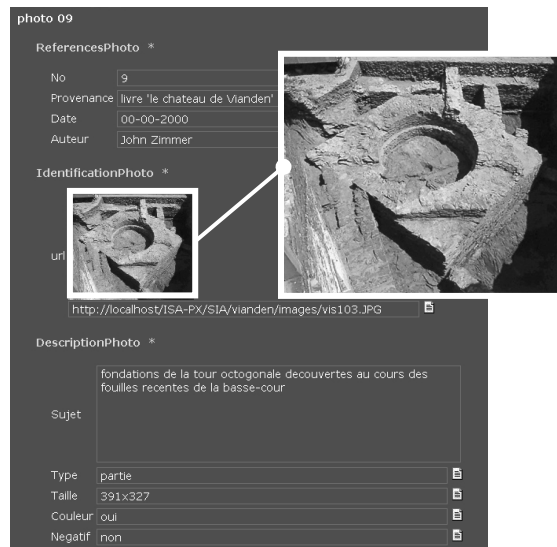 photo 09
ReferencesPhoto *
No 9
Provenance livre 'le chateau de Vianden'
Date 00-00-2000
Auteur John Zimmer
IdentificationPhoto *
url
http://localhost/ISA-PX/SIA/vianden/images/vis103.JPG
DescriptionPhoto *
fondations de la tour octogonale decouvertes au cours des
fouilles recentes de la basse-cour
Sujet
Type partie
Taille 391x327
Couleur oui
Negatif non